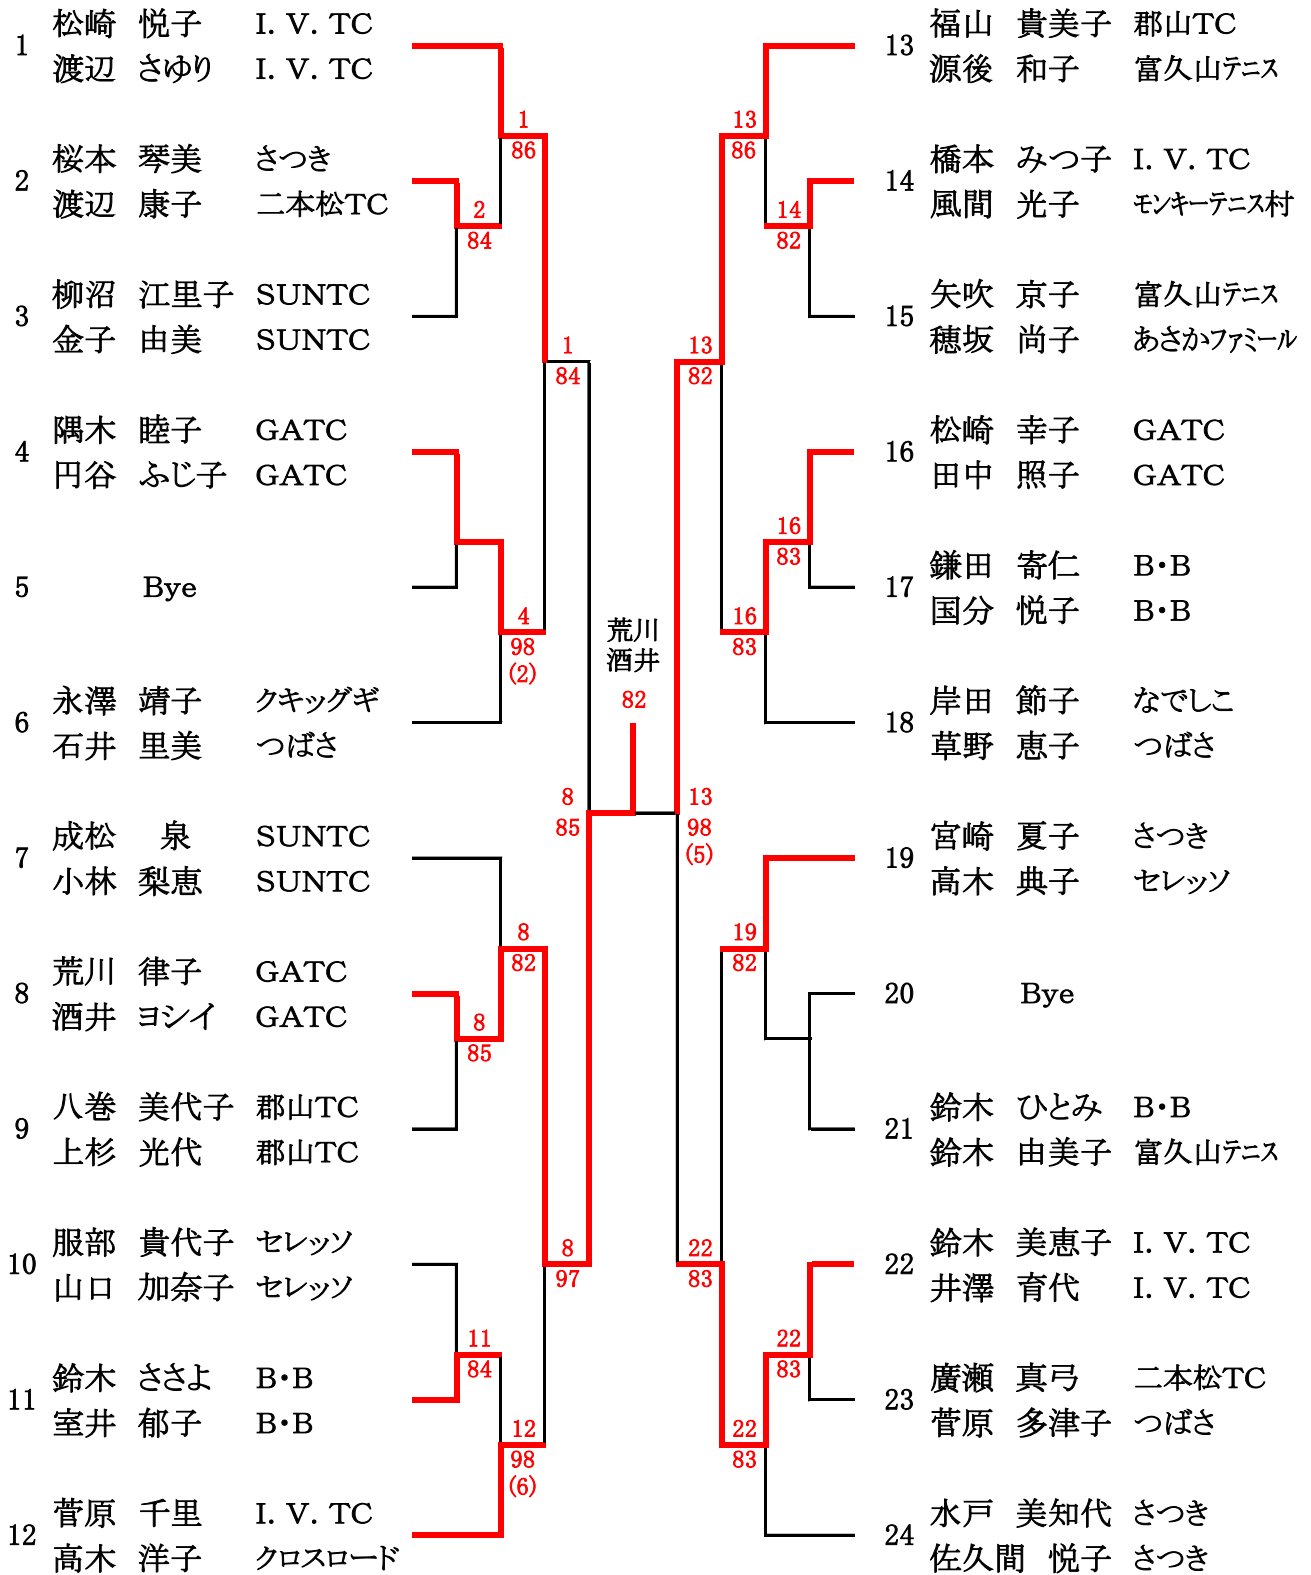 1 松崎 悦子 I. V. TC
渡辺 さゆり I. V. TC
2 桜本 琴美 さつき
渡辺 康子 二本松TC
3 柳沼 江里子 SUNTC
金子 由美 SUNTC
4 隅木 睦子 GATC
円谷 ふじ子 GATC
5 Bye
6 永澤 靖子 クキッグギ
石井 里美 つばさ
7 成松 泉 SUNTC
小林 梨恵 SUNTC
8 荒川 律子 GATC
酒井 ヨシイ GATC
9 八巻 美代子 郡山TC
上杉 光代 郡山TC
10 服部 貴代子 セレッソ
山口 加奈子 セレッソ
11 鈴木 ささよ B・B
室井 郁子 B・B
12 菅原 千里 I. V. TC
高木 洋子 クロスロード
2
84
8
85
11
84
1
86
4
98
(2)
8
82
12
98
(6)
1
84
8
97
8
85
荒川
酒井
82
13
98
(5)
13
82
22
83
13
86
16
83
19
82
22
83
14
82
16
83
22
83
13 福山 貴美子 郡山TC
源後 和子 富久山テニス
14 橋本 みつ子 I. V. TC
風間 光子 モンキーテニス村
15 矢吹 京子 富久山テニス
穂坂 尚子 あさかファミール
16 松崎 幸子 GATC
田中 照子 GATC
17 鎌田 寄仁 B・B
国分 悦子 B・B
18 岸田 節子 なでしこ
草野 恵子 つばさ
19 宮崎 夏子 さつき
高木 典子 セレッソ
20 Bye
21 鈴木 ひとみ B・B
鈴木 由美子 富久山テニス
22 鈴木 美恵子 I. V. TC
井澤 育代 I. V. TC
23 廣瀬 真弓 二本松TC
菅原 多津子 つばさ
24 水戸 美知代 さつき
佐久間 悦子 さつき